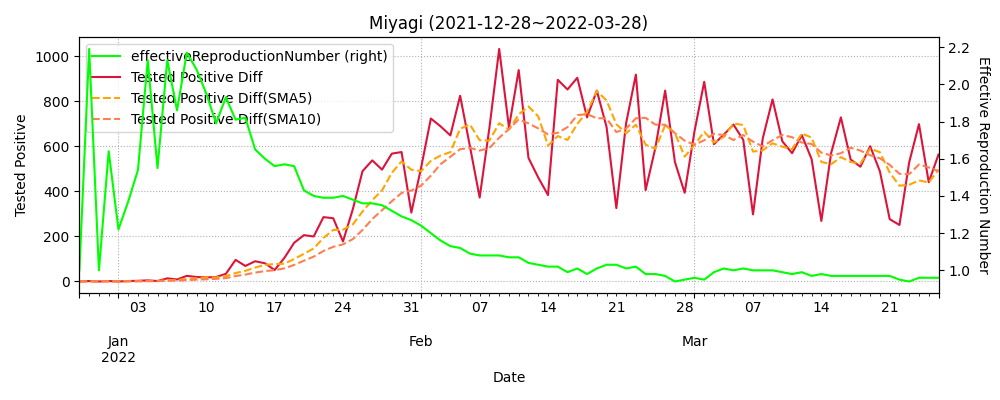 Miyagi (2021-12-28~2022-03-28)
effectiveReproductionNumber (right)
Tested Positive Diff
Tested Positive Diff(SMA5)
Tested Positive Diff(SMA10)
Tested Positive
1000
800
600
400
200
0
Effective Reproduction Number
2.2
2.0
1.8
1.6
1.4
1.2
1.0
03 10 17 24 31 07 14 21 28 07 14 21
Jan Feb Mar
2022
Date